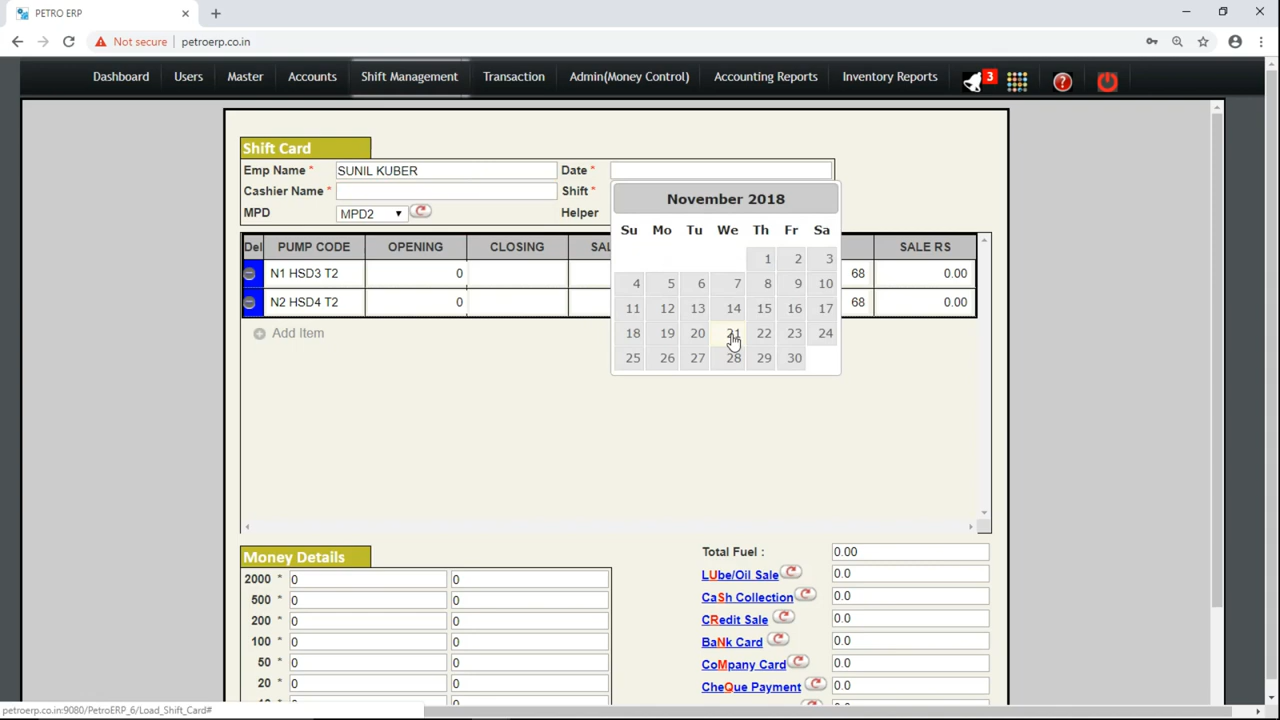 PETRO ERP
Not secure petroerp.co.in
Dashboard Users Master Accounts Shift Management Transaction Admin(Money Control) Accounting Reports Inventory Reports 3 ?
Shift Card
Emp Name * SUNIL KUBER Date *
Cashier Name * Shift *
MPD MPD2 Helper
November 2018
Su Mo Tu We Th Fr Sa
1 2 3
4 5 6 7 8 9 10
11 12 13 14 15 16 17
18 19 20 21 22 23 24
25 26 27 28 29 30
Del PUMP CODE OPENING CLOSING SAL SALE RS
N1 HSD3 T2 0 68 0.00
N2 HSD4 T2 0 68 0.00
Add Item
Money Details
2000 * 0 0
500 * 0 0
200 * 0 0
100 * 0 0
50 * 0 0
20 * 0 0
Total Fuel : 0.00
LUbe/Oil Sale 0.0
CaSh Collection 0.0
CRedit Sale 0.0
BaNk Card 0.0
CoMpany Card 0.0
CheQue Payment 0.0
petroerp.co.in:9080/PetroERP_6/Load_Shift_Card#